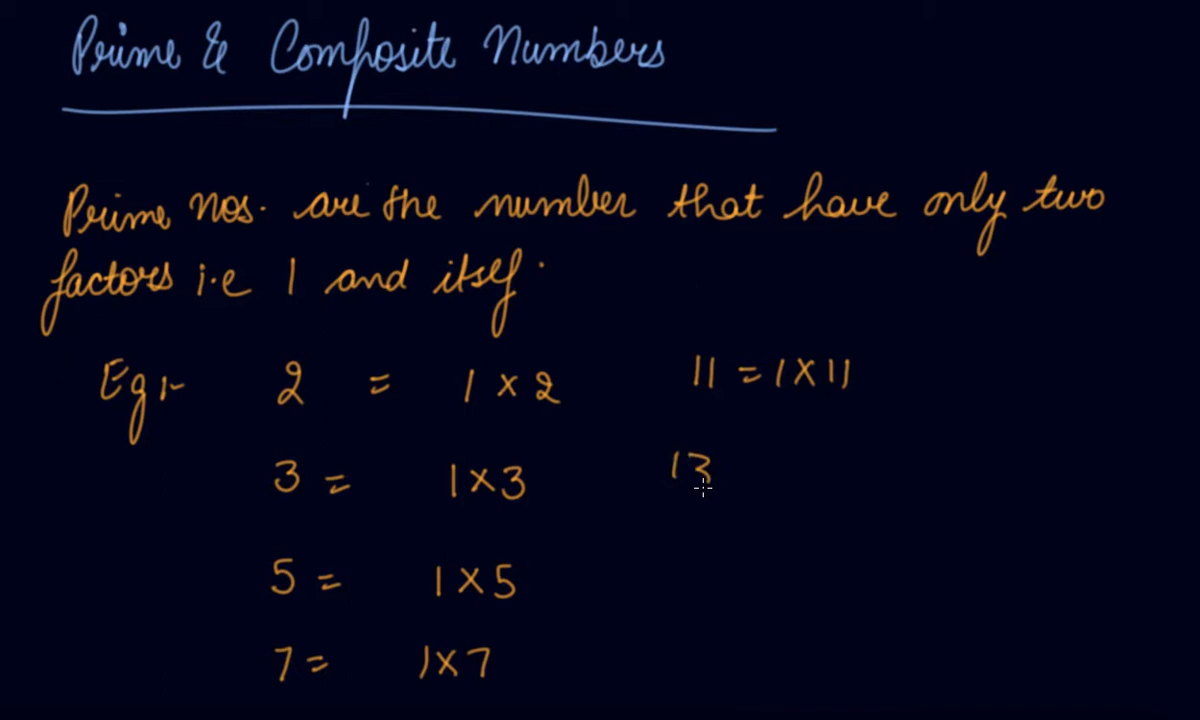 Prime & Composite Numbers
Prime nos. are the number that have only two
factors i.e 1 and itself.
Eg:-
2 = 1 × 2
3 = 1×3
5 = 1×5
7 = 1×7
11 = 1×11
13